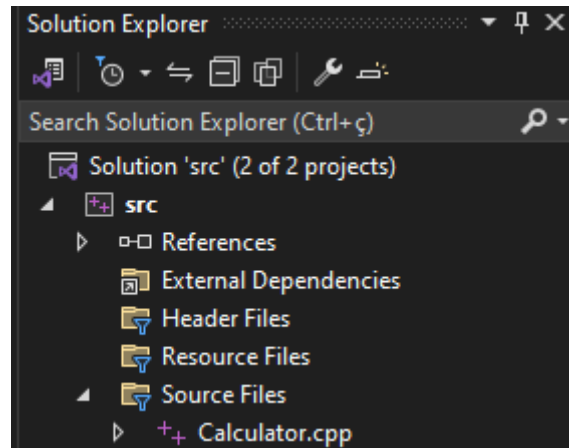 Solution Explorer
Search Solution Explorer (Ctrl+ç)
Solution 'src' (2 of 2 projects)
src
References
External Dependencies
Header Files
Resource Files
Source Files
Calculator.cpp